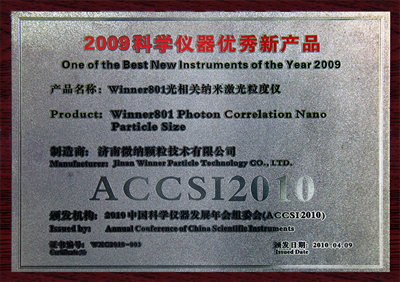 2009科学仪器优秀新产品
One of the Best New Instruments of the Year 2009
产品名称：Winner801光相关纳米激光粒度仪
Product: Winner801 Photon Correlation Nano
Particle Size
制造商：济南微纳颗粒技术有限公司
Manufacturer: Jinan Winner Particle Technology CO., LTD.
ACCSI2010
颁发机构：2010中国科学仪器发展年会组委会(ACCSI2010)
Issued by: Annual Conference of China Scientific Instruments
证书编号：
颁发日期：2010.04.09
Issued Date